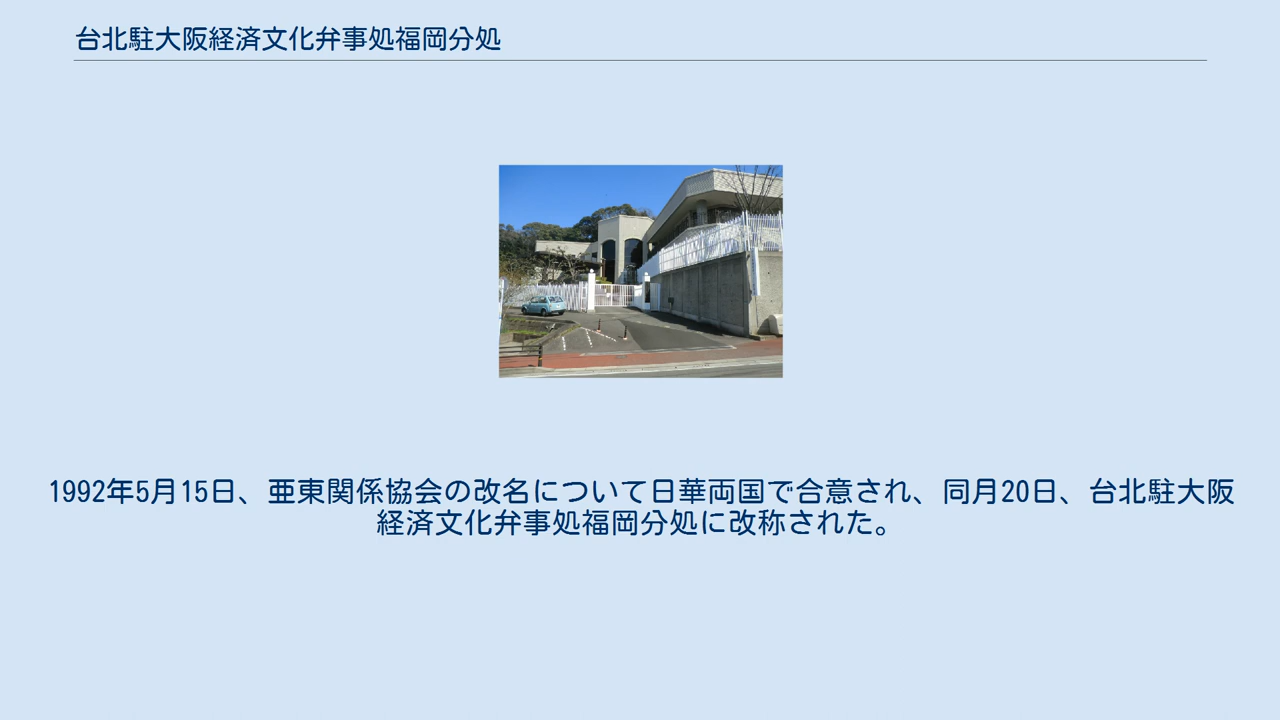 台北駐大阪経済文化弁事処福岡分処
1992年5月15日、亜東関係協会の改名について日華両国で合意され、同月20日、台北駐大阪
経済文化弁事処福岡分処に改称された。